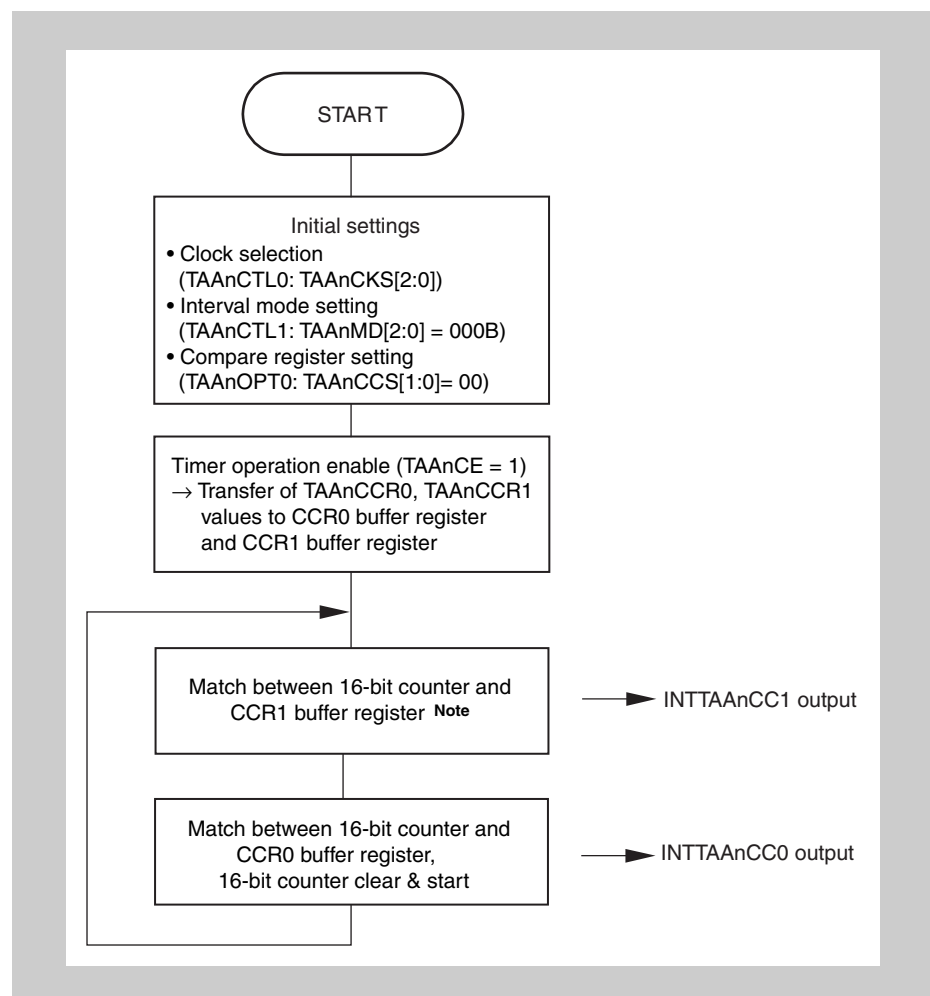 START
Initial settings
• Clock selection
(TAAnCTL0: TAAnCKS[2:0])
• Interval mode setting
(TAAnCTL1: TAAnMD[2:0] = 000B)
• Compare register setting
(TAAnOPT0: TAAnCCS[1:0]= 00)
Timer operation enable (TAAnCE = 1)
→ Transfer of TAAnCCR0, TAAnCCR1
values to CCR0 buffer register
and CCR1 buffer register
Match between 16-bit counter and
CCR1 buffer register Note
INTTAAnCC1 output
Match between 16-bit counter and
CCR0 buffer register,
16-bit counter clear & start
INTTAAnCC0 output